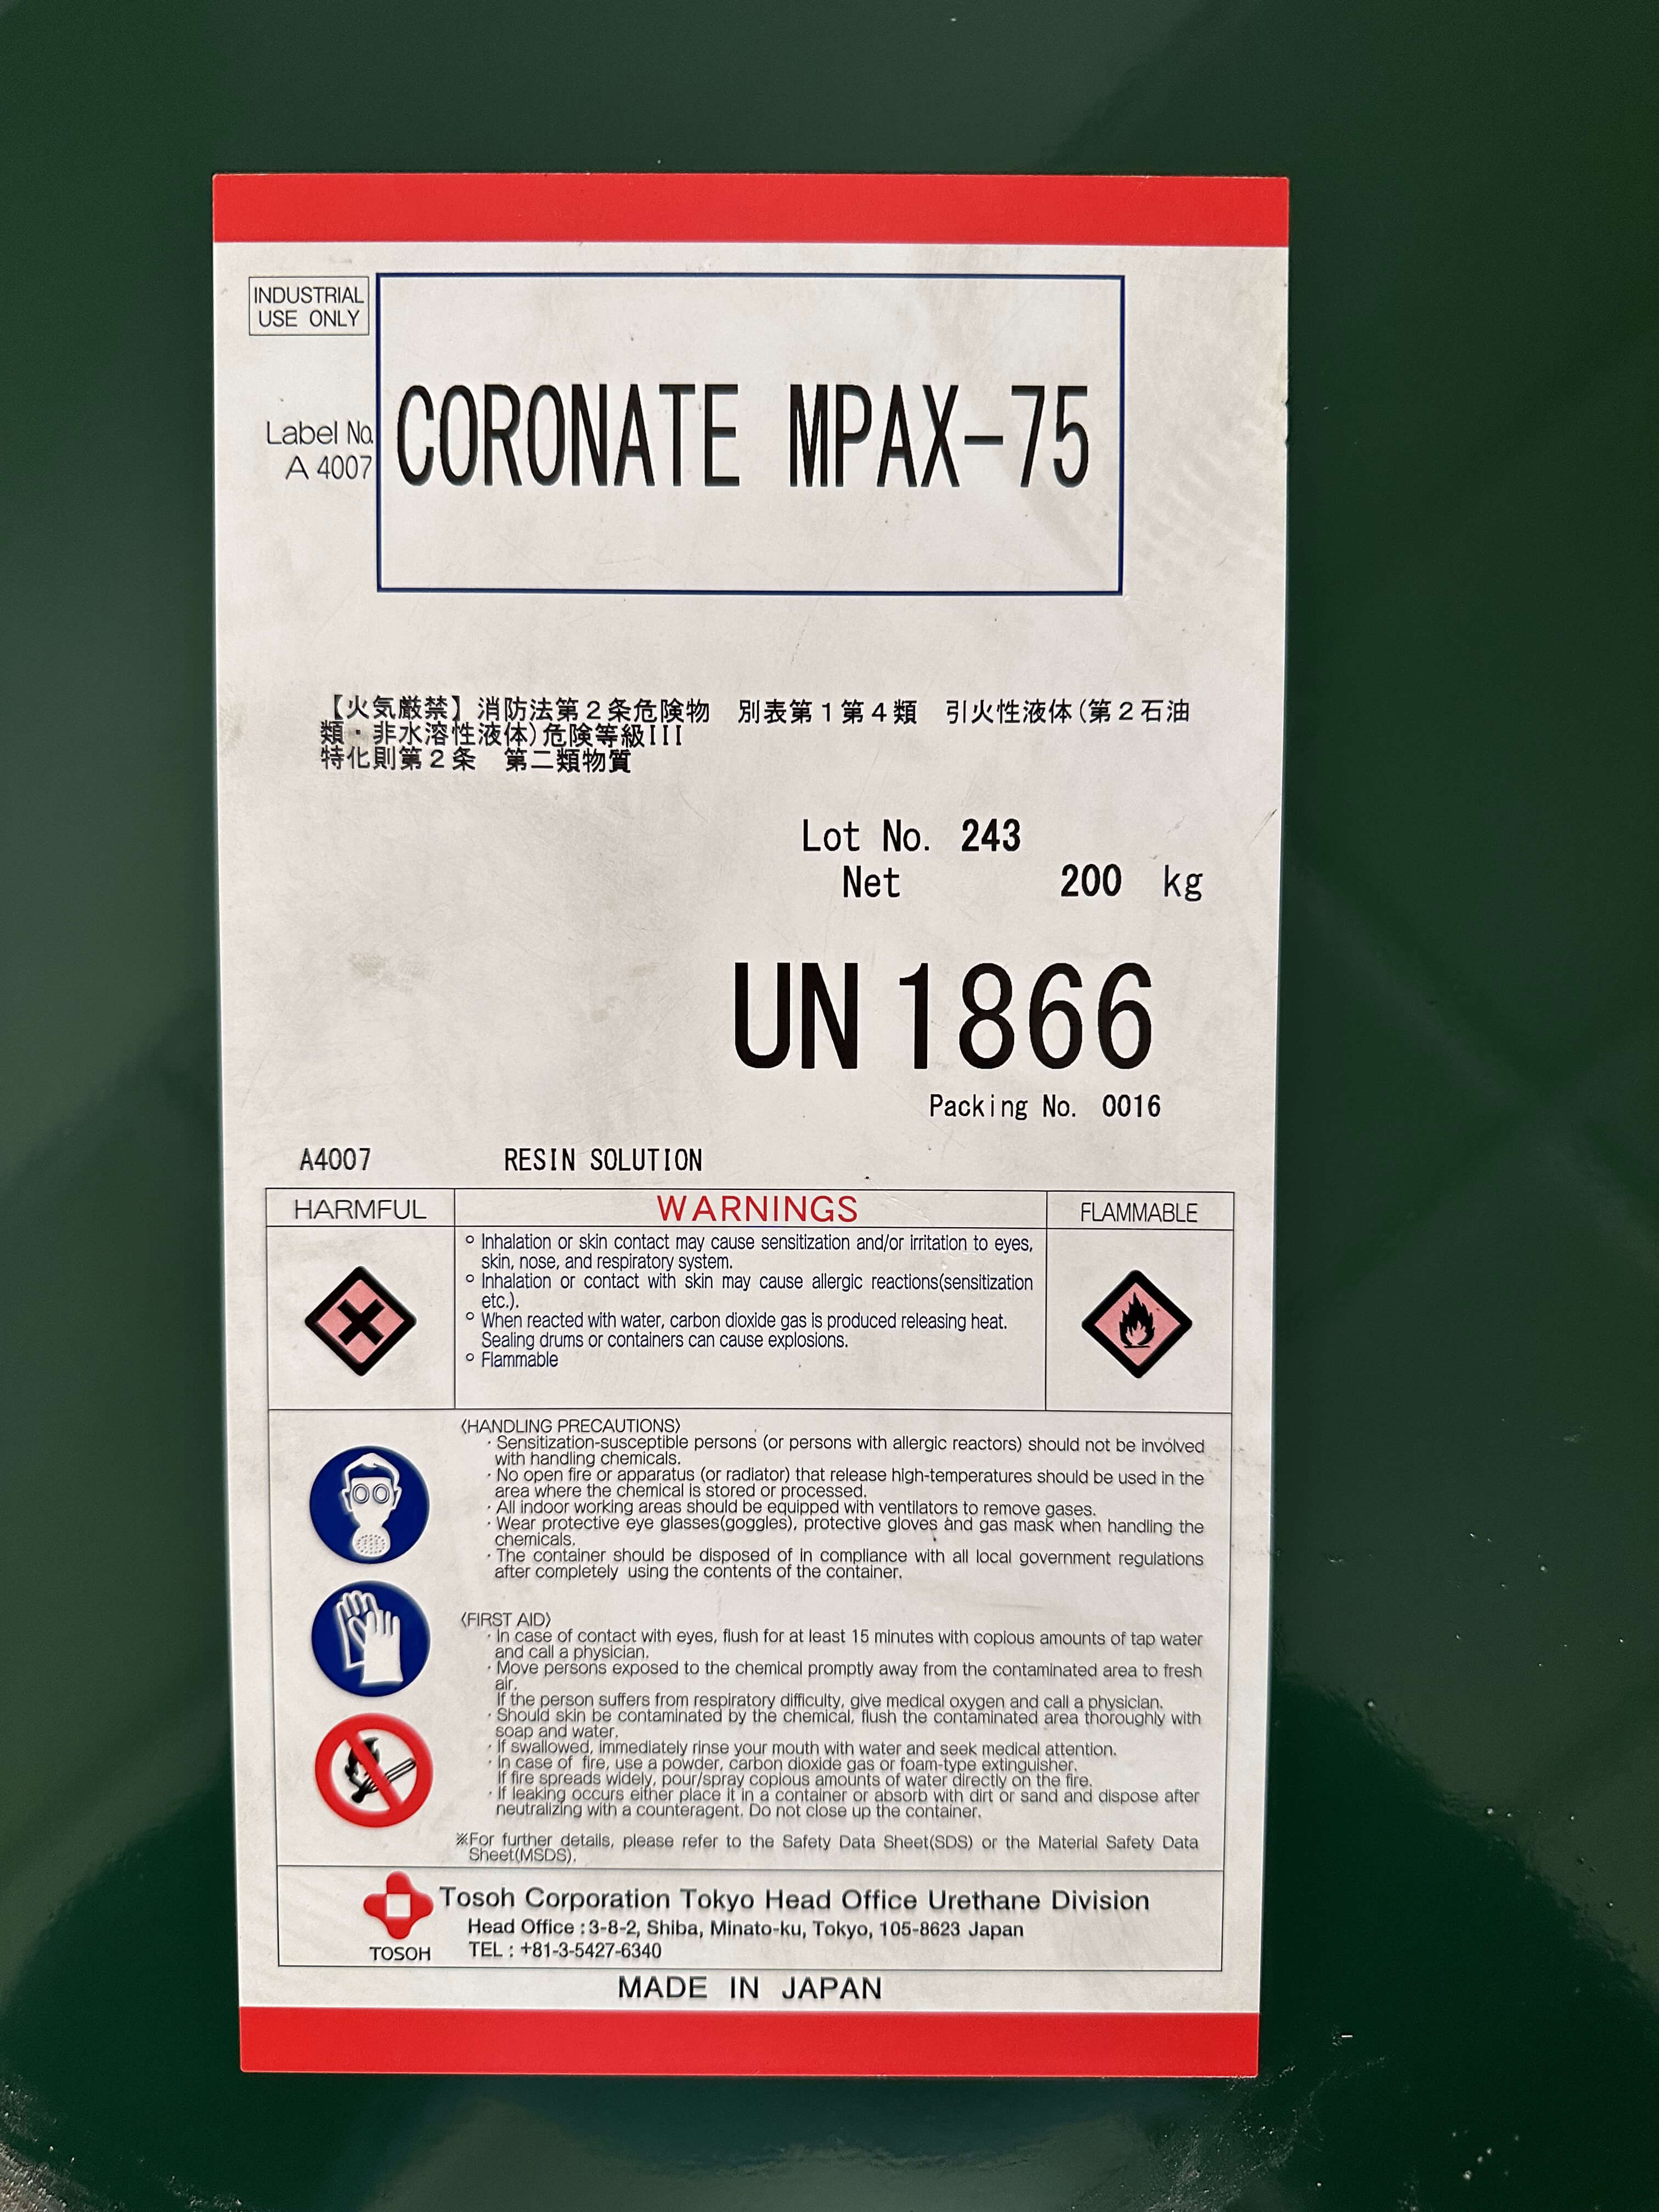 INDUSTRIAL
USE ONLY
Label No.
A 4007
CORONATE MPAX-75
【火気厳禁】消防法第2条危険物　別表第1第4類　引火性液体(第2石油
類・非水溶性液体)危険等級III
特化則第2条　第二類物質
Lot No. 243
Net 200 kg
UN 1866
Packing No. 0016
A4007 RESIN SOLUTION
HARMFUL
WARNINGS
FLAMMABLE
○ Inhalation or skin contact may cause sensitization and/or irritation to eyes,
skin, nose, and respiratory system.
○ Inhalation or contact with skin may cause allergic reactions(sensitization
etc.).
○ When reacted with water, carbon dioxide gas is produced releasing heat.
Sealing drums or containers can cause explosions.
○ Flammable
〈HANDLING PRECAUTIONS〉
・Sensitization-susceptible persons (or persons with allergic reactors) should not be involved
with handling chemicals.
・No open fire or apparatus (or radiator) that release high-temperatures should be used in the
area where the chemical is stored or processed.
・All indoor working areas should be equipped with ventilators to remove gases.
・Wear protective eye glasses(goggles), protective gloves and gas mask when handling the
chemicals.
・The container should be disposed of in compliance with all local government regulations
after completely using the contents of the container.
〈FIRST AID〉
・In case of contact with eyes, flush for at least 15 minutes with copious amounts of tap water
and call a physician.
・Move persons exposed to the chemical promptly away from the contaminated area to fresh
air.
If the person suffers from respiratory difficulty, give medical oxygen and call a physician.
・Should skin be contaminated by the chemical, flush the contaminated area thoroughly with
soap and water.
・If swallowed, immediately rinse your mouth with water and seek medical attention.
・In case of fire, use a powder, carbon dioxide gas or foam-type extinguisher.
If fire spreads widely, pour/spray copious amounts of water directly on the fire.
・If leaking occurs either place it in a container or absorb with dirt or sand and dispose after
neutralizing with a counteragent. Do not close up the container.
※For further details, please refer to the Safety Data Sheet(SDS) or the Material Safety Data
Sheet(MSDS).
Tosoh Corporation Tokyo Head Office Urethane Division
Head Office : 3-8-2, Shiba, Minato-ku, Tokyo, 105-8623 Japan
TOSOH
TEL : +81-3-5427-6340
MADE IN JAPAN